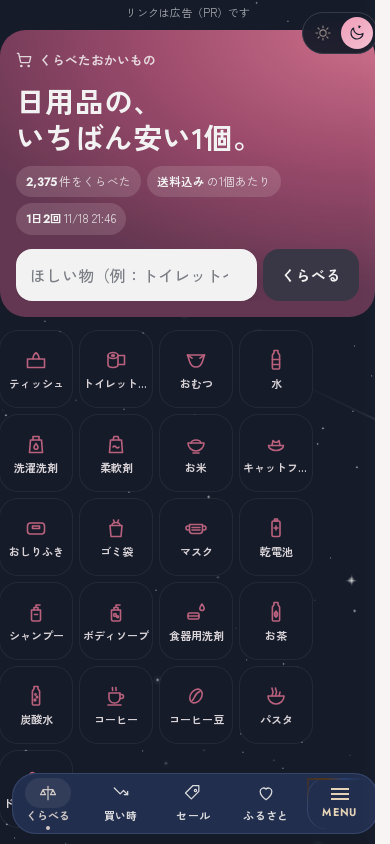 リンクは広告（PR）です
くらべたおかいもの
日用品の、
いちばん安い1個。
2,375件をくらべた
送料込みの1個あたり
1日2回 11/18 21:46
ほしい物（例：トイレット
くらべる
ティッシュ
トイレット…
おむつ
水
洗濯洗剤
柔軟剤
お米
キャットフ…
おしりふき
ゴミ袋
マスク
乾電池
シャンプー
ボディソープ
食器用洗剤
お茶
炭酸水
コーヒー
コーヒー豆
パスタ
くらべる
買い時
セール
ふるさと
MENU